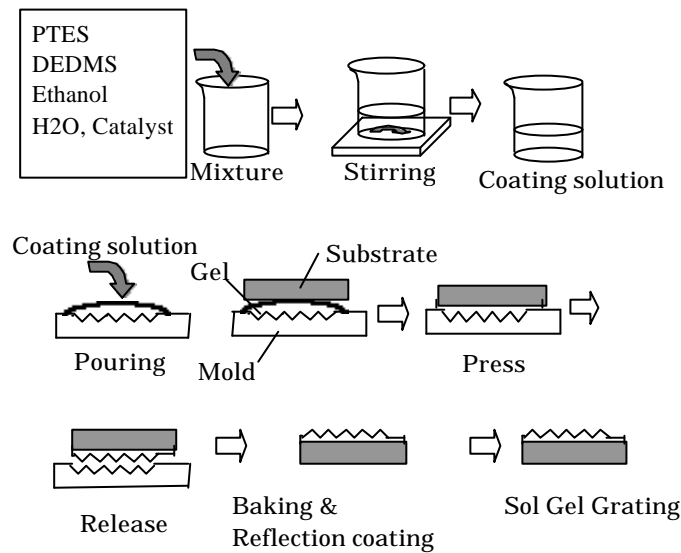 PTES
DEDMS
Ethanol
H2O, Catalyst
Mixture
Stirring
Coating solution
Coating solution
Substrate
Gel
Pouring
Mold
Press
Release
Baking &
Reflection coating
Sol Gel Grating